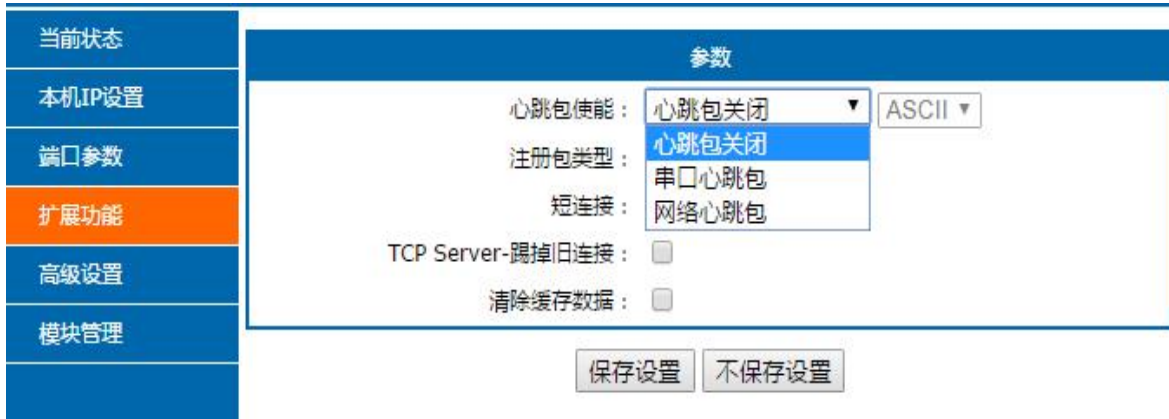 当前状态
本机IP设置
端口参数
扩展功能
高级设置
模块管理
参数
心跳包使能： 心跳包关闭 ASCII
心跳包关闭
注册包类型：
串口心跳包
短连接：
网络心跳包
TCP Server-踢掉旧连接：
清除缓存数据：
保存设置 不保存设置